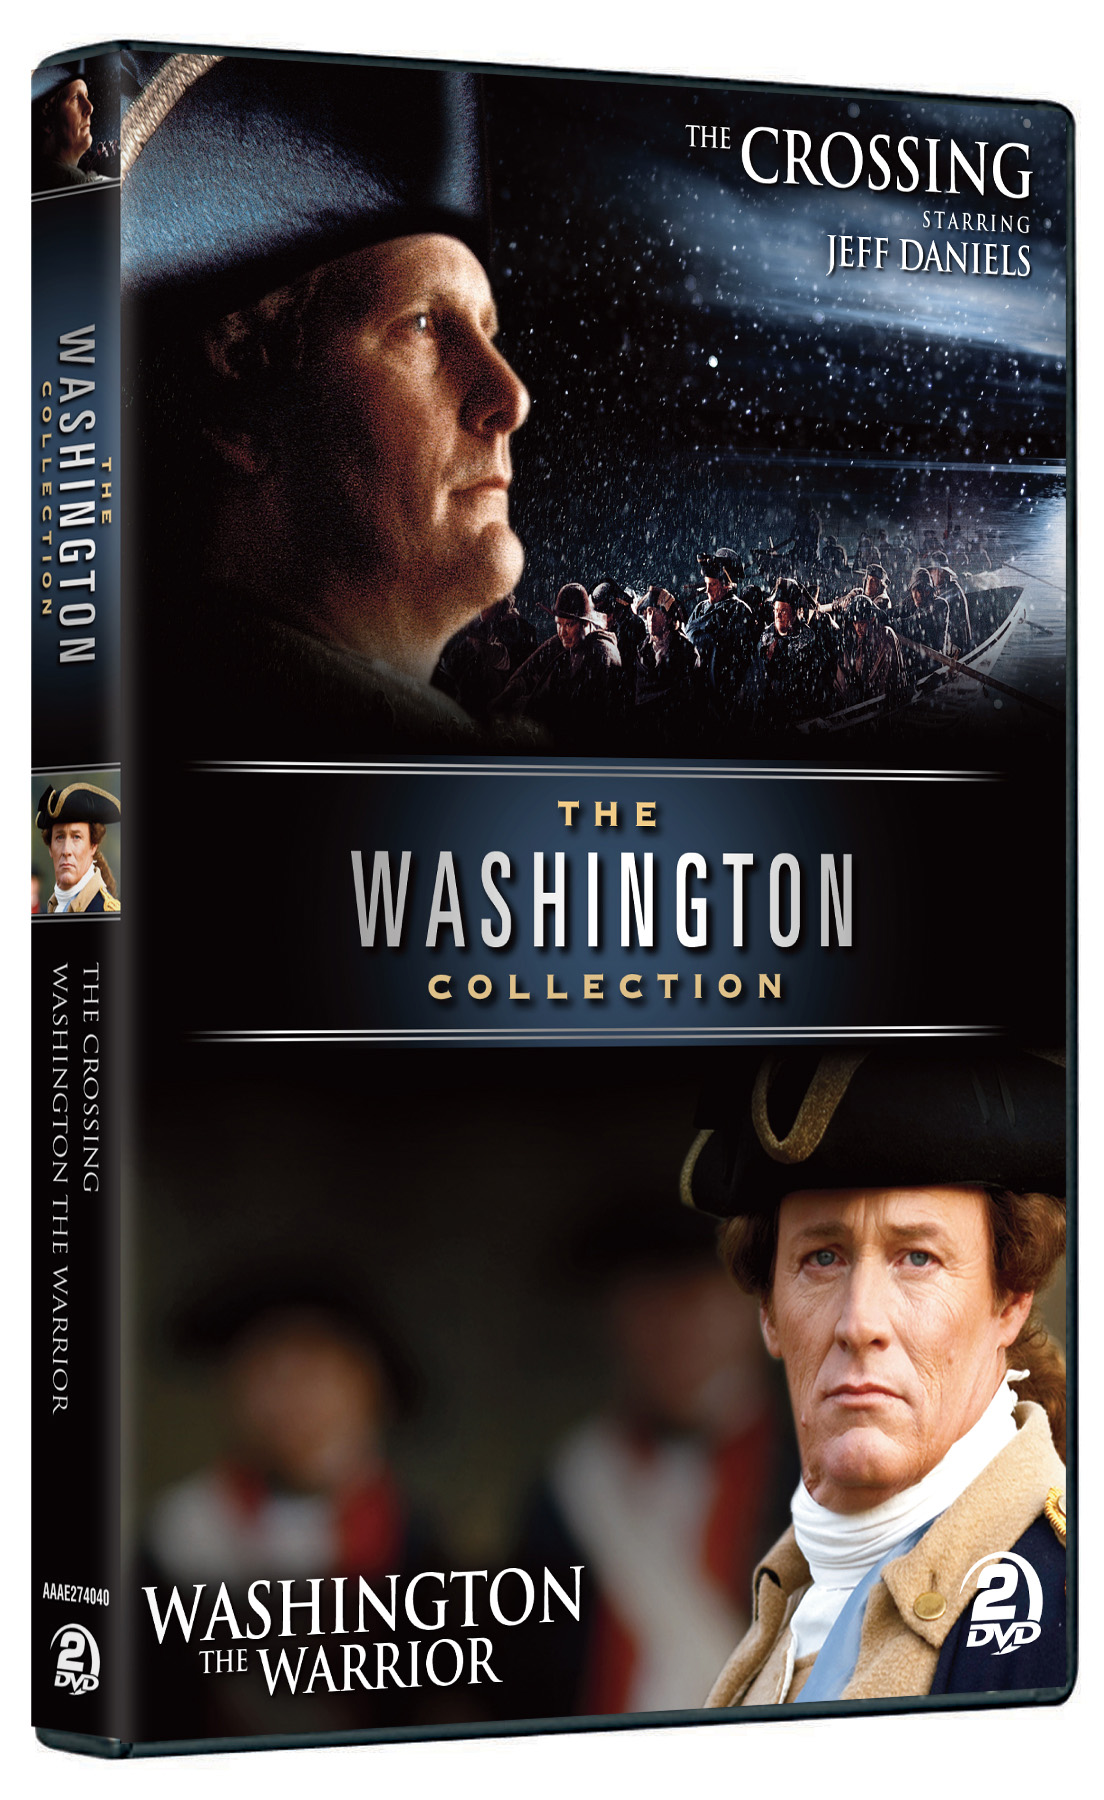 THE CROSSING
STARRING
JEFF DANIELS
THE
WASHINGTON
COLLECTION
WASHINGTON
THE WARRIOR
2
DVD
THE
WASHINGTON
COLLECTION
THE CROSSING
WASHINGTON THE WARRIOR
AAAE274040
2
DVD